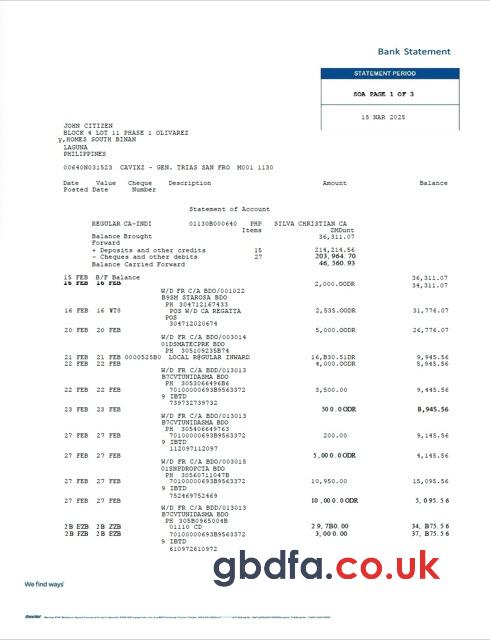 Bank Statement
STATEMENT PERIOD
SOA PAGE 1 OF 3
15 NAR 2025
JOHN CITIZEN
BLOCK 4 LOT 11 PHASE 1 OLIVAREZ
y,HOMES SOUTH BINAN
LAGUNA
PHILIPPINES
00640N031523 CAVIXZ - GEN. TRIAS SAN FRO M001 1130
Date Value Cheque Description Amount Balance
Posted Date Number
Statement of Account
REGULAR CA-INDI 01130B000640 PHP SILVA CHRISTIAN CA
Items ZMDunt
Balance Brought 36,311.07
Forward
+ Deposits and other credits 15 214,214.56
- Cheques and other debits 27 203,964.70
Balance Carried Forward 46,560.93
15 FEB B/F Balance 36,311.07
16 FEB 16 FEB 2,000.00DR 34,311.07
W/D FR C/A BDO/001022
B9SM STAROSA BDO
PH 304712167433
16 FEB 16 WT8 POS W/D CA REGATTA 2,535.00DR 31,776.07
POS
304712020674
20 FEB 20 FEB 5,000.00DR 26,776.07
W/D FR C/A BDO/003014
01DSMATECPRK BDO
PH 305109235B74
21 FEB 21 FEB 0000525B0 LOCAL R@GULAR INWARD 16,B30.51DR 9,945.56
22 FEB 22 FEB 4,000.00DR 5,945.56
W/D FR C/A BDO/013013
B7CVTUNIDASMA BDO
PH 3053066496B6
22 FEB 22 FEB 70100000693B9563372 3,500.00 9,445.56
9 IBTD
739732739732
23 FEB 23 FEB 500.00DR 8,945.56
W/D FR C/A BDO/013013
B7CVTUNIDASMA BDO
PH 305406649763
27 FEB 27 FEB 70100000693B9563372 200.00 9,145.56
9 IBTD
112097112097
27 FEB 27 FEB 5,000.00DR 4,145.56
W/D FR C/A BDO/003015
01SNPDROPCTA BDO
PH 30560711047B
27 FEB 27 FEB 70100000693B9563372 10,950.00 15,095.56
9 IBTD
752469752469
27 FEB 27 FEB 10,000.00DR 5,095.56
W/D FR C/A BDD/013013
B7CVTUNIDASMA BDO
PH 305B0965004B
2B EZB 2B ZZB 01110 CD 29,7B0.00 34, B75.56
2B FZB 2B EZB 70100000693B9563372 3,000.00 37, B75.56
9 IBTD
610972610972
gbdfa.co.uk
We find ways